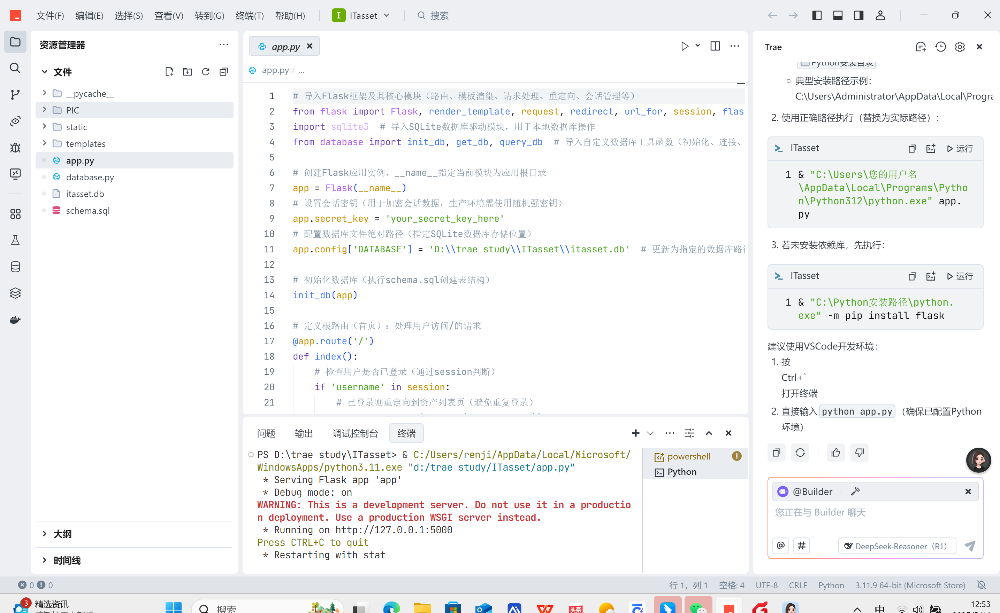 文件(F) 编辑(E) 选择(S) 查看(V) 转到(G) 终端(T) 帮助(H) I ITasset 搜索
资源管理器
文件
__pycache__
PIC
static
templates
app.py
database.py
itasset.db
schema.sql
大纲
时间线
app.py
app.py / ...
1 # 导入Flask框架及其核心模块（路由、模板渲染、请求处理、重定向、会话管理等）
2 from flask import Flask, render_template, request, redirect, url_for, session, flas
3 import sqlite3  # 导入SQLite数据库驱动模块，用于本地数据库操作
4 from database import init_db, get_db, query_db  # 导入自定义数据库工具函数（初始化、连接、
5
6 # 创建Flask应用实例，__name__指定当前模块为应用根目录
7 app = Flask(__name__)
8 # 设置会话密钥（用于加密会话数据，生产环境需使用随机强密钥）
9 app.secret_key = 'your_secret_key_here'
10 # 配置数据库文件绝对路径（指定SQLite数据库存储位置）
11 app.config['DATABASE'] = 'D:\\trae study\\ITasset\\itasset.db'  # 更新为指定的数据库路
12
13 # 初始化数据库（执行schema.sql创建表结构）
14 init_db(app)
15
16 # 定义根路由（首页）：处理用户访问/的请求
17 @app.route('/')
18 def index():
19     # 检查用户是否已登录（通过session判断）
20     if 'username' in session:
21         # 已登录则重定向到资产列表页（避免重复登录）
问题 输出 调试控制台 终端
PS D:\trae study\ITasset> & C:/Users/renji/AppData/Local/Microsoft/
WindowsApps/python3.11.exe "d:/trae study/ITasset/app.py"
 * Serving Flask app 'app'
 * Debug mode: on
WARNING: This is a development server. Do not use it in a productio
n deployment. Use a production WSGI server instead.
 * Running on http://127.0.0.1:5000
Press CTRL+C to quit
 * Restarting with stat
powershell
Python
Trae
Python安装目录
典型安装路径示例：
C:\Users\Administrator\AppData\Local\Progra
2. 使用正确路径执行（替换为实际路径）：
ITasset 运行
1 & "C:\Users\您的用户名
\AppData\Local\Programs\Pytho
n\Python312\python.exe" app.
py
3. 若未安装依赖库，先执行：
ITasset 运行
1 & "C:\Python安装路径\python.
exe" -m pip install flask
建议使用VSCode开发环境：
1. 按
Ctrl+`
打开终端
2. 直接输入 python app.py （确保已配置Python
环境）
@Builder
您正在与 Builder 聊天
@ # DeepSeek-Reasoner（R1）
0 0 行 1，列 1 空格: 4 UTF-8 CRLF Python 3.11.9 64-bit (Microsoft Store)
3 精选资讯
搜索
头条
中
12:53